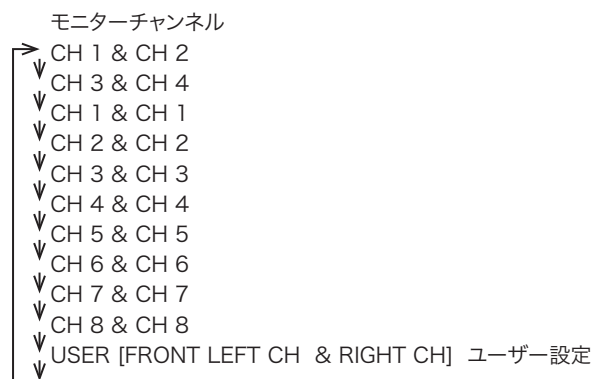 モニターチャンネル
CH 1 & CH 2
CH 3 & CH 4
CH 1 & CH 1
CH 2 & CH 2
CH 3 & CH 3
CH 4 & CH 4
CH 5 & CH 5
CH 6 & CH 6
CH 7 & CH 7
CH 8 & CH 8
USER [FRONT LEFT CH & RIGHT CH] ユーザー設定